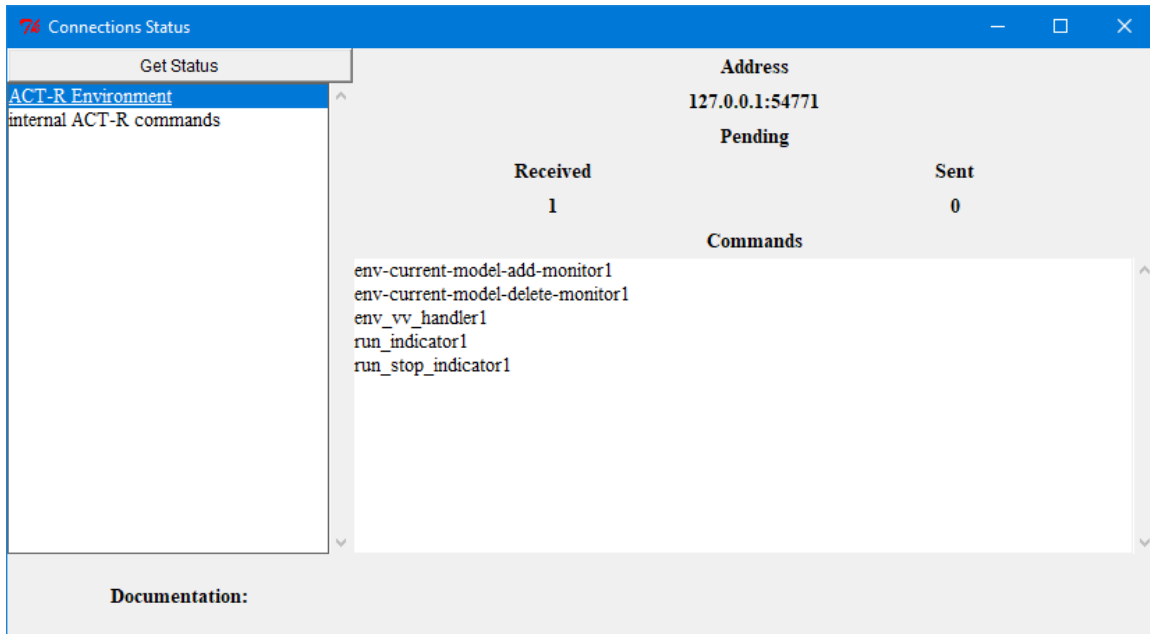 Connections Status
Get Status
ACT-R Environment
internal ACT-R commands
Address
127.0.0.1:54771
Pending
Received Sent
1 0
Commands
env-current-model-add-monitor1
env-current-model-delete-monitor1
env_vv_handler1
run_indicator1
run_stop_indicator1
Documentation: